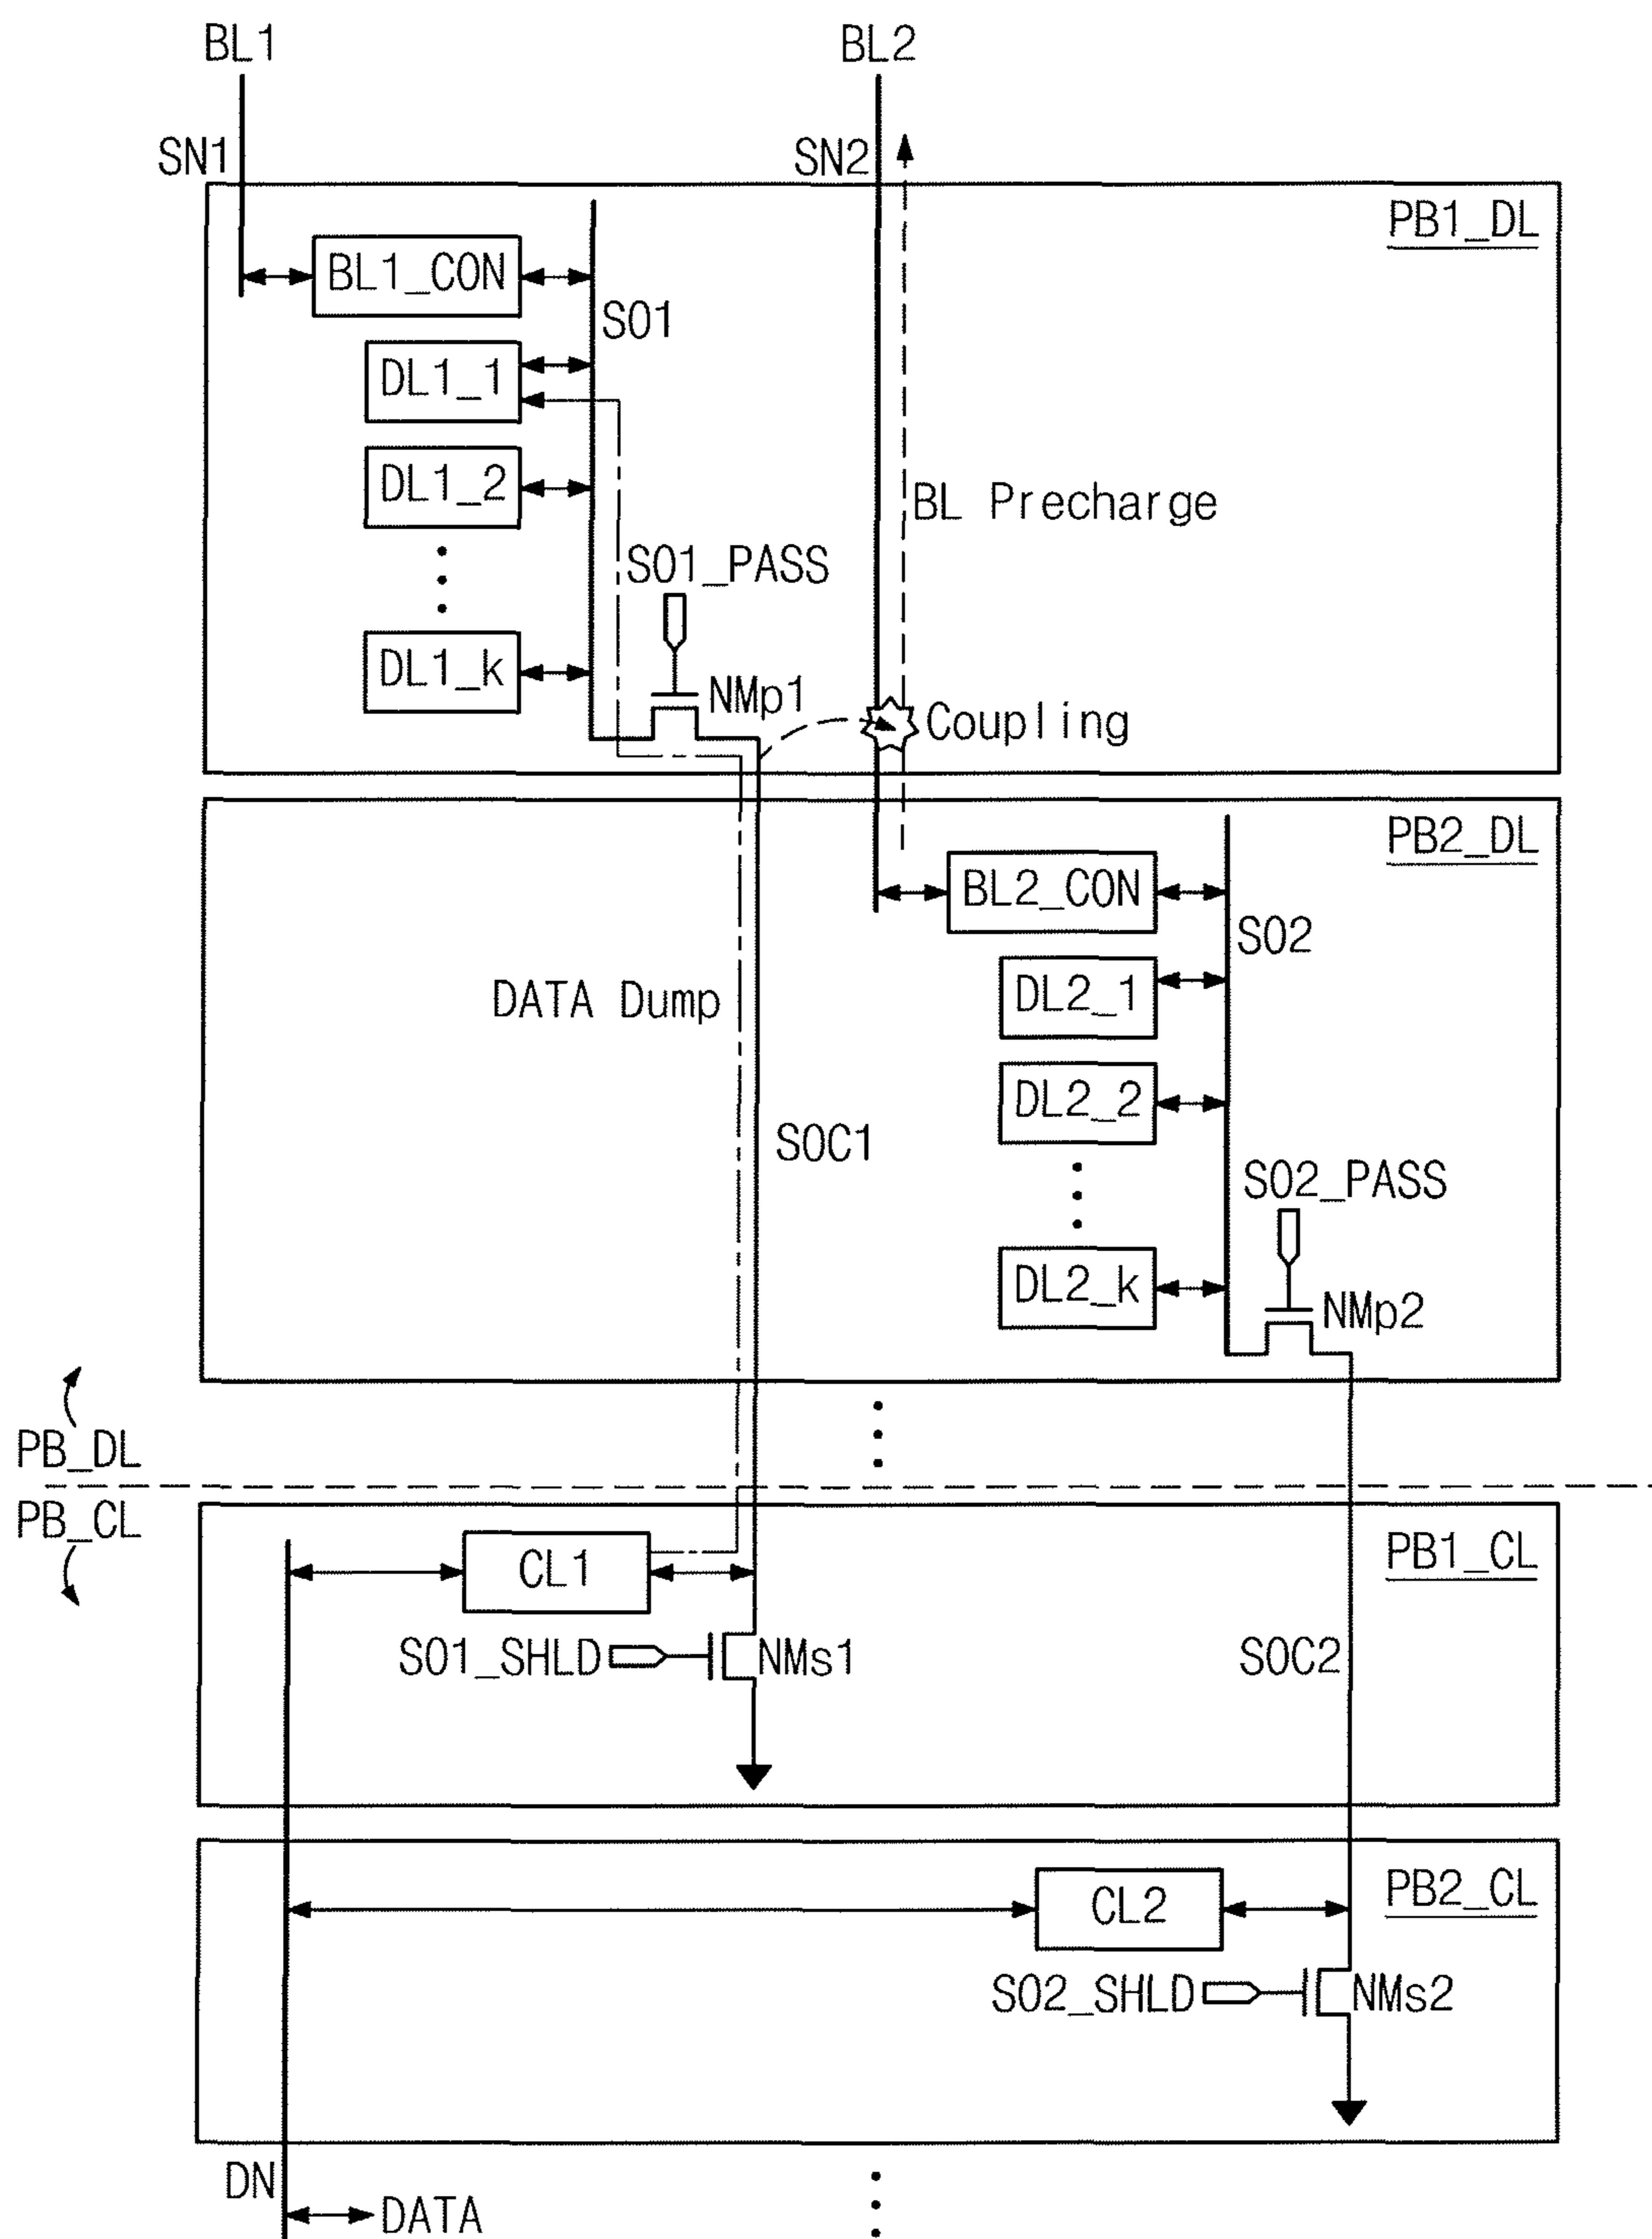 BL1
BL2
SN1
SN2
PB1_DL
BL1_CON
SO1
DL1_1
DL1_2
BL Precharge
SO1_PASS
DL1_k
NMp1
Coupling
PB2_DL
BL2_CON
SO2
DL2_1
DATA Dump
DL2_2
SOC1
SO2_PASS
DL2_k
NMp2
PB_DL
PB_CL
PB1_CL
CL1
SO1_SHLD
NMs1
SOC2
PB2_CL
CL2
SO2_SHLD
NMs2
DN
DATA